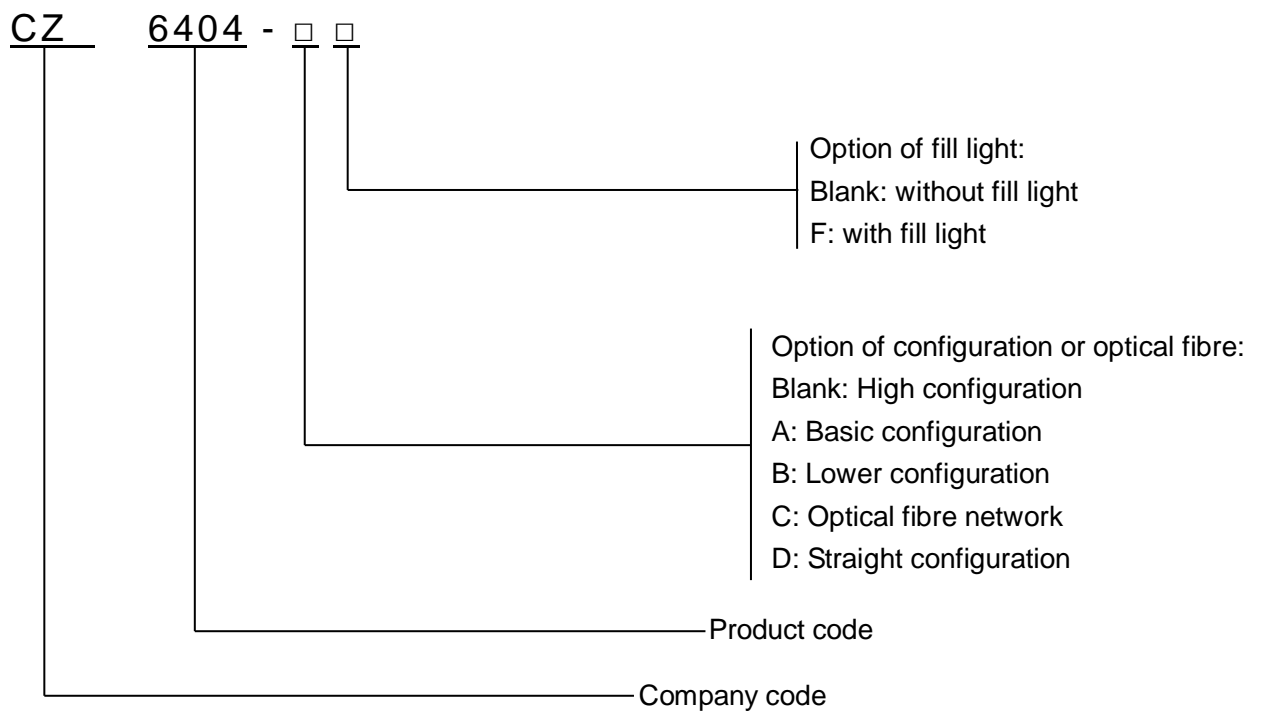 CZ 6404 - □ □
Option of fill light:
Blank: without fill light
F: with fill light
Option of configuration or optical fibre:
Blank: High configuration
A: Basic configuration
B: Lower configuration
C: Optical fibre network
D: Straight configuration
Product code
Company code